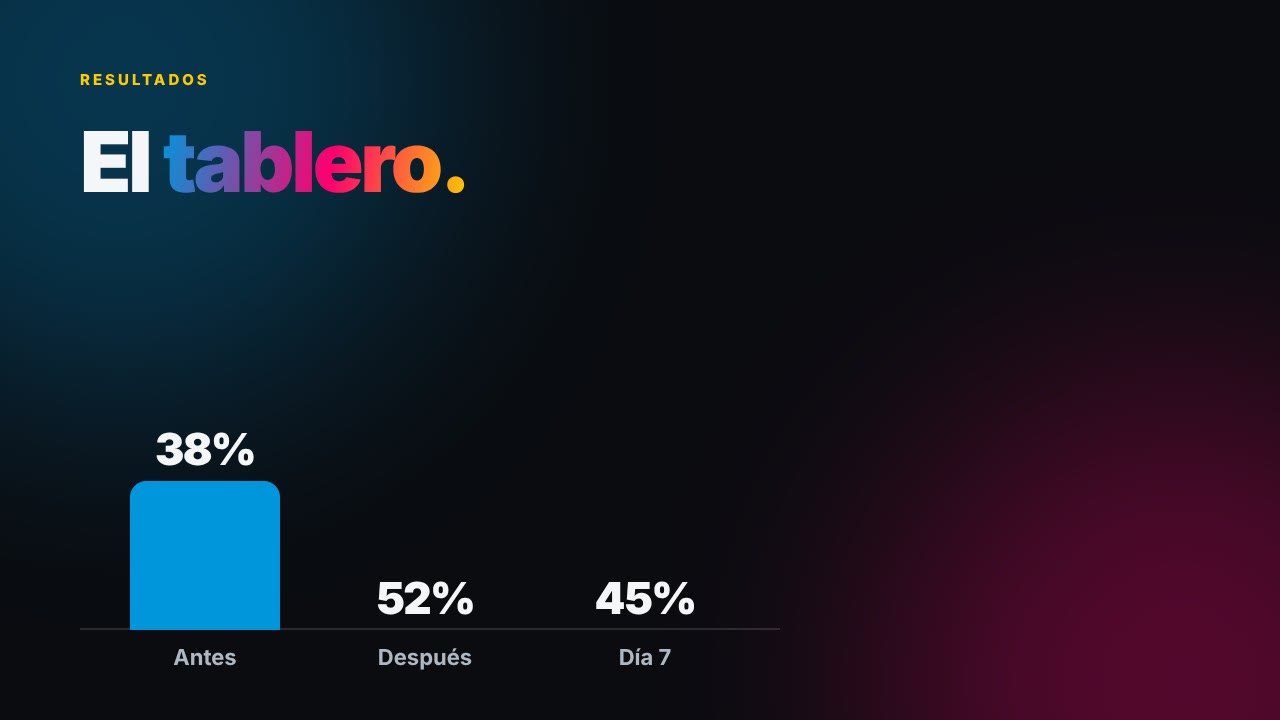 RESULTADOS
El tablero.
38%
52%
45%
Antes
Después
Día 7